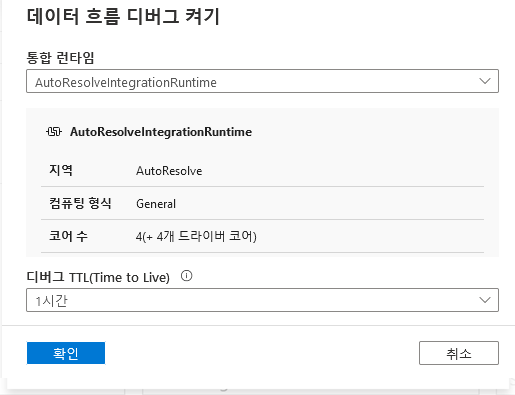 데이터 흐름 디버그 켜기
통합 런타임
AutoResolveIntegrationRuntime
AutoResolveIntegrationRuntime
지역 AutoResolve
컴퓨팅 형식 General
코어 수 4(+ 4개 드라이버 코어)
디버그 TTL(Time to Live)
1시간
확인 취소